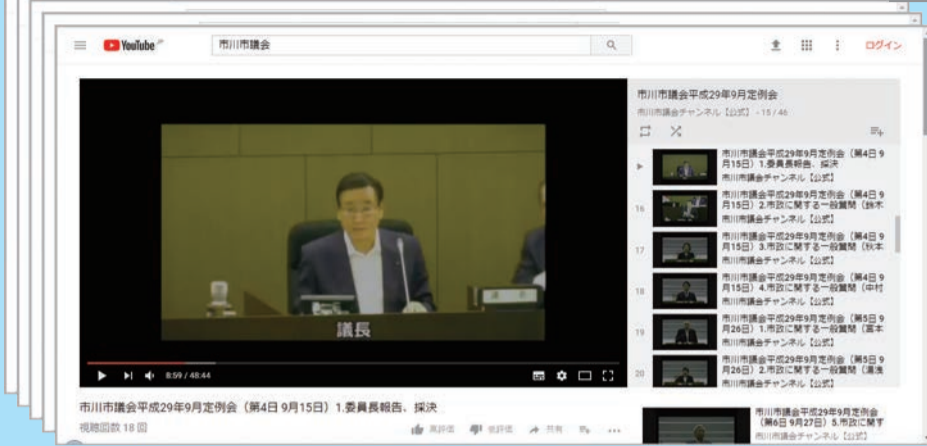 YouTube JP
市川市議会
ログイン
議長
8:59 / 48:44
市川市議会平成29年9月定例会（第4日 9月15日）1.委員長報告、採決
視聴回数 18 回
高評価
低評価
共有
市川市議会平成29年9月定例会
市川市議会チャンネル【公式】 - 15 / 46
市川市議会平成29年9月定例会（第4日 9
月15日）1.委員長報告、採決
市川市議会チャンネル【公式】
16
市川市議会平成29年9月定例会（第4日 9
月15日）2.市政に関する一般質問（鈴木
市川市議会チャンネル【公式】
17
市川市議会平成29年9月定例会（第4日 9
月15日）3.市政に関する一般質問（秋本
市川市議会チャンネル【公式】
18
市川市議会平成29年9月定例会（第4日 9
月15日）4.市政に関する一般質問（中村
市川市議会チャンネル【公式】
19
市川市議会平成29年9月定例会（第5日 9
月26日）1.市政に関する一般質問（冨本
市川市議会チャンネル【公式】
20
市川市議会平成29年9月定例会（第5日 9
月26日）2.市政に関する一般質問（湯浅
市川市議会チャンネル【公式】
市川市議会平成29年9月定例会
（第6日 9月27日）5.市政に関す
市川市議会チャンネル【公式】